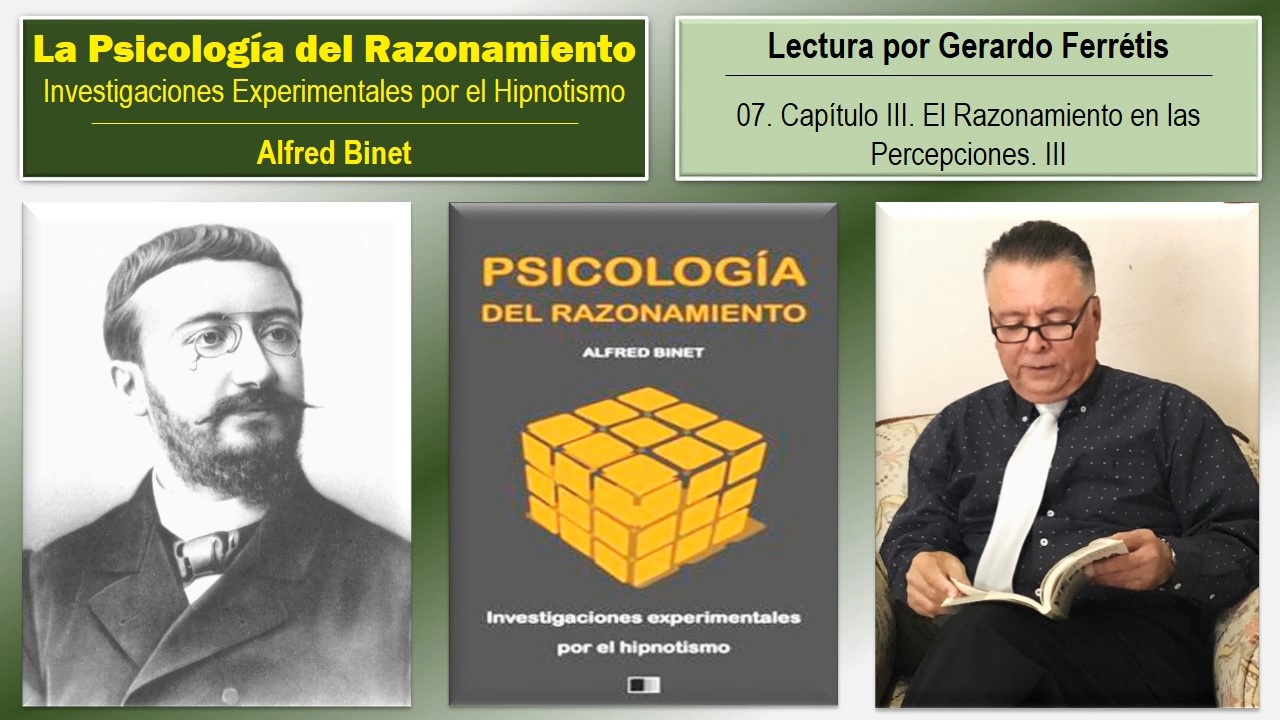 La Psicología del Razonamiento
Investigaciones Experimentales por el Hipnotismo
Alfred Binet
Lectura por Gerardo Ferrétis
07. Capítulo III. El Razonamiento en las
Percepciones. III
PSICOLOGÍA
DEL RAZONAMIENTO
ALFRED BINET
Investigaciones experimentales
por el hipnotismo